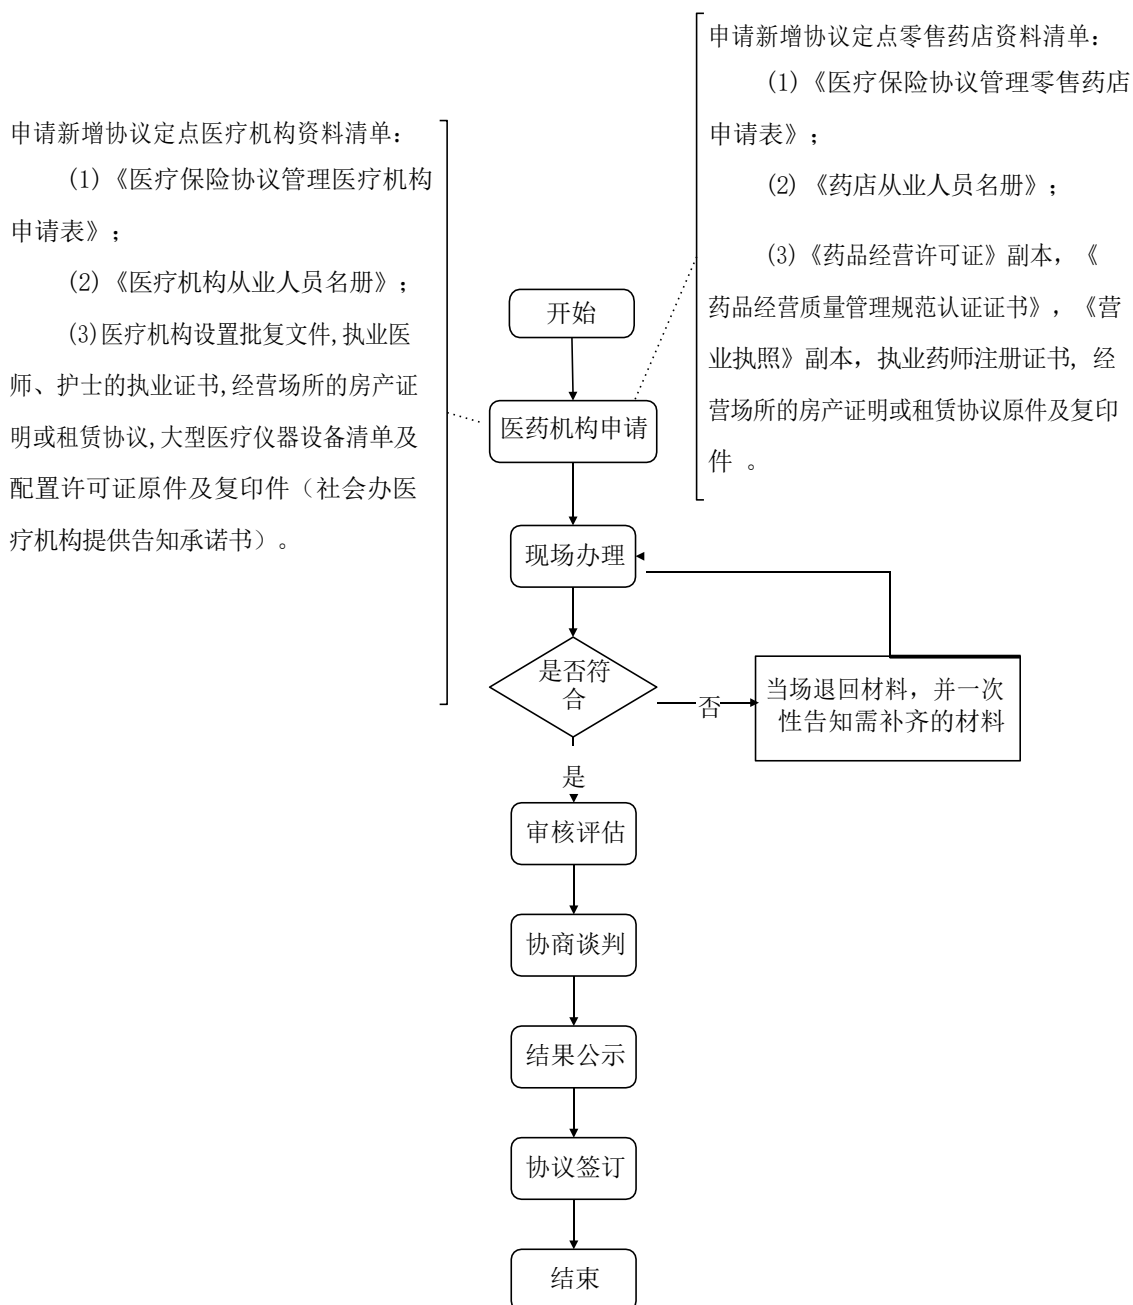 申请新增协议定点医疗机构资料清单：
(1)《医疗保险协议管理医疗机构
申请表》；
(2)《医疗机构从业人员名册》；
(3)医疗机构设置批复文件,执业医
师、护士的执业证书,经营场所的房产证
明或租赁协议,大型医疗仪器设备清单及
配置许可证原件及复印件（社会办医
疗机构提供告知承诺书）。
申请新增协议定点零售药店资料清单：
(1)《医疗保险协议管理零售药店
申请表》；
(2)《药店从业人员名册》；
(3)《药品经营许可证》副本，《
药品经营质量管理规范认证证书》，《营
业执照》副本，执业药师注册证书, 经
营场所的房产证明或租赁协议原件及复印
件 。
开始
医药机构申请
现场办理
是否符
合
否
当场退回材料，并一次
性告知需补齐的材料
是
审核评估
协商谈判
结果公示
协议签订
结束